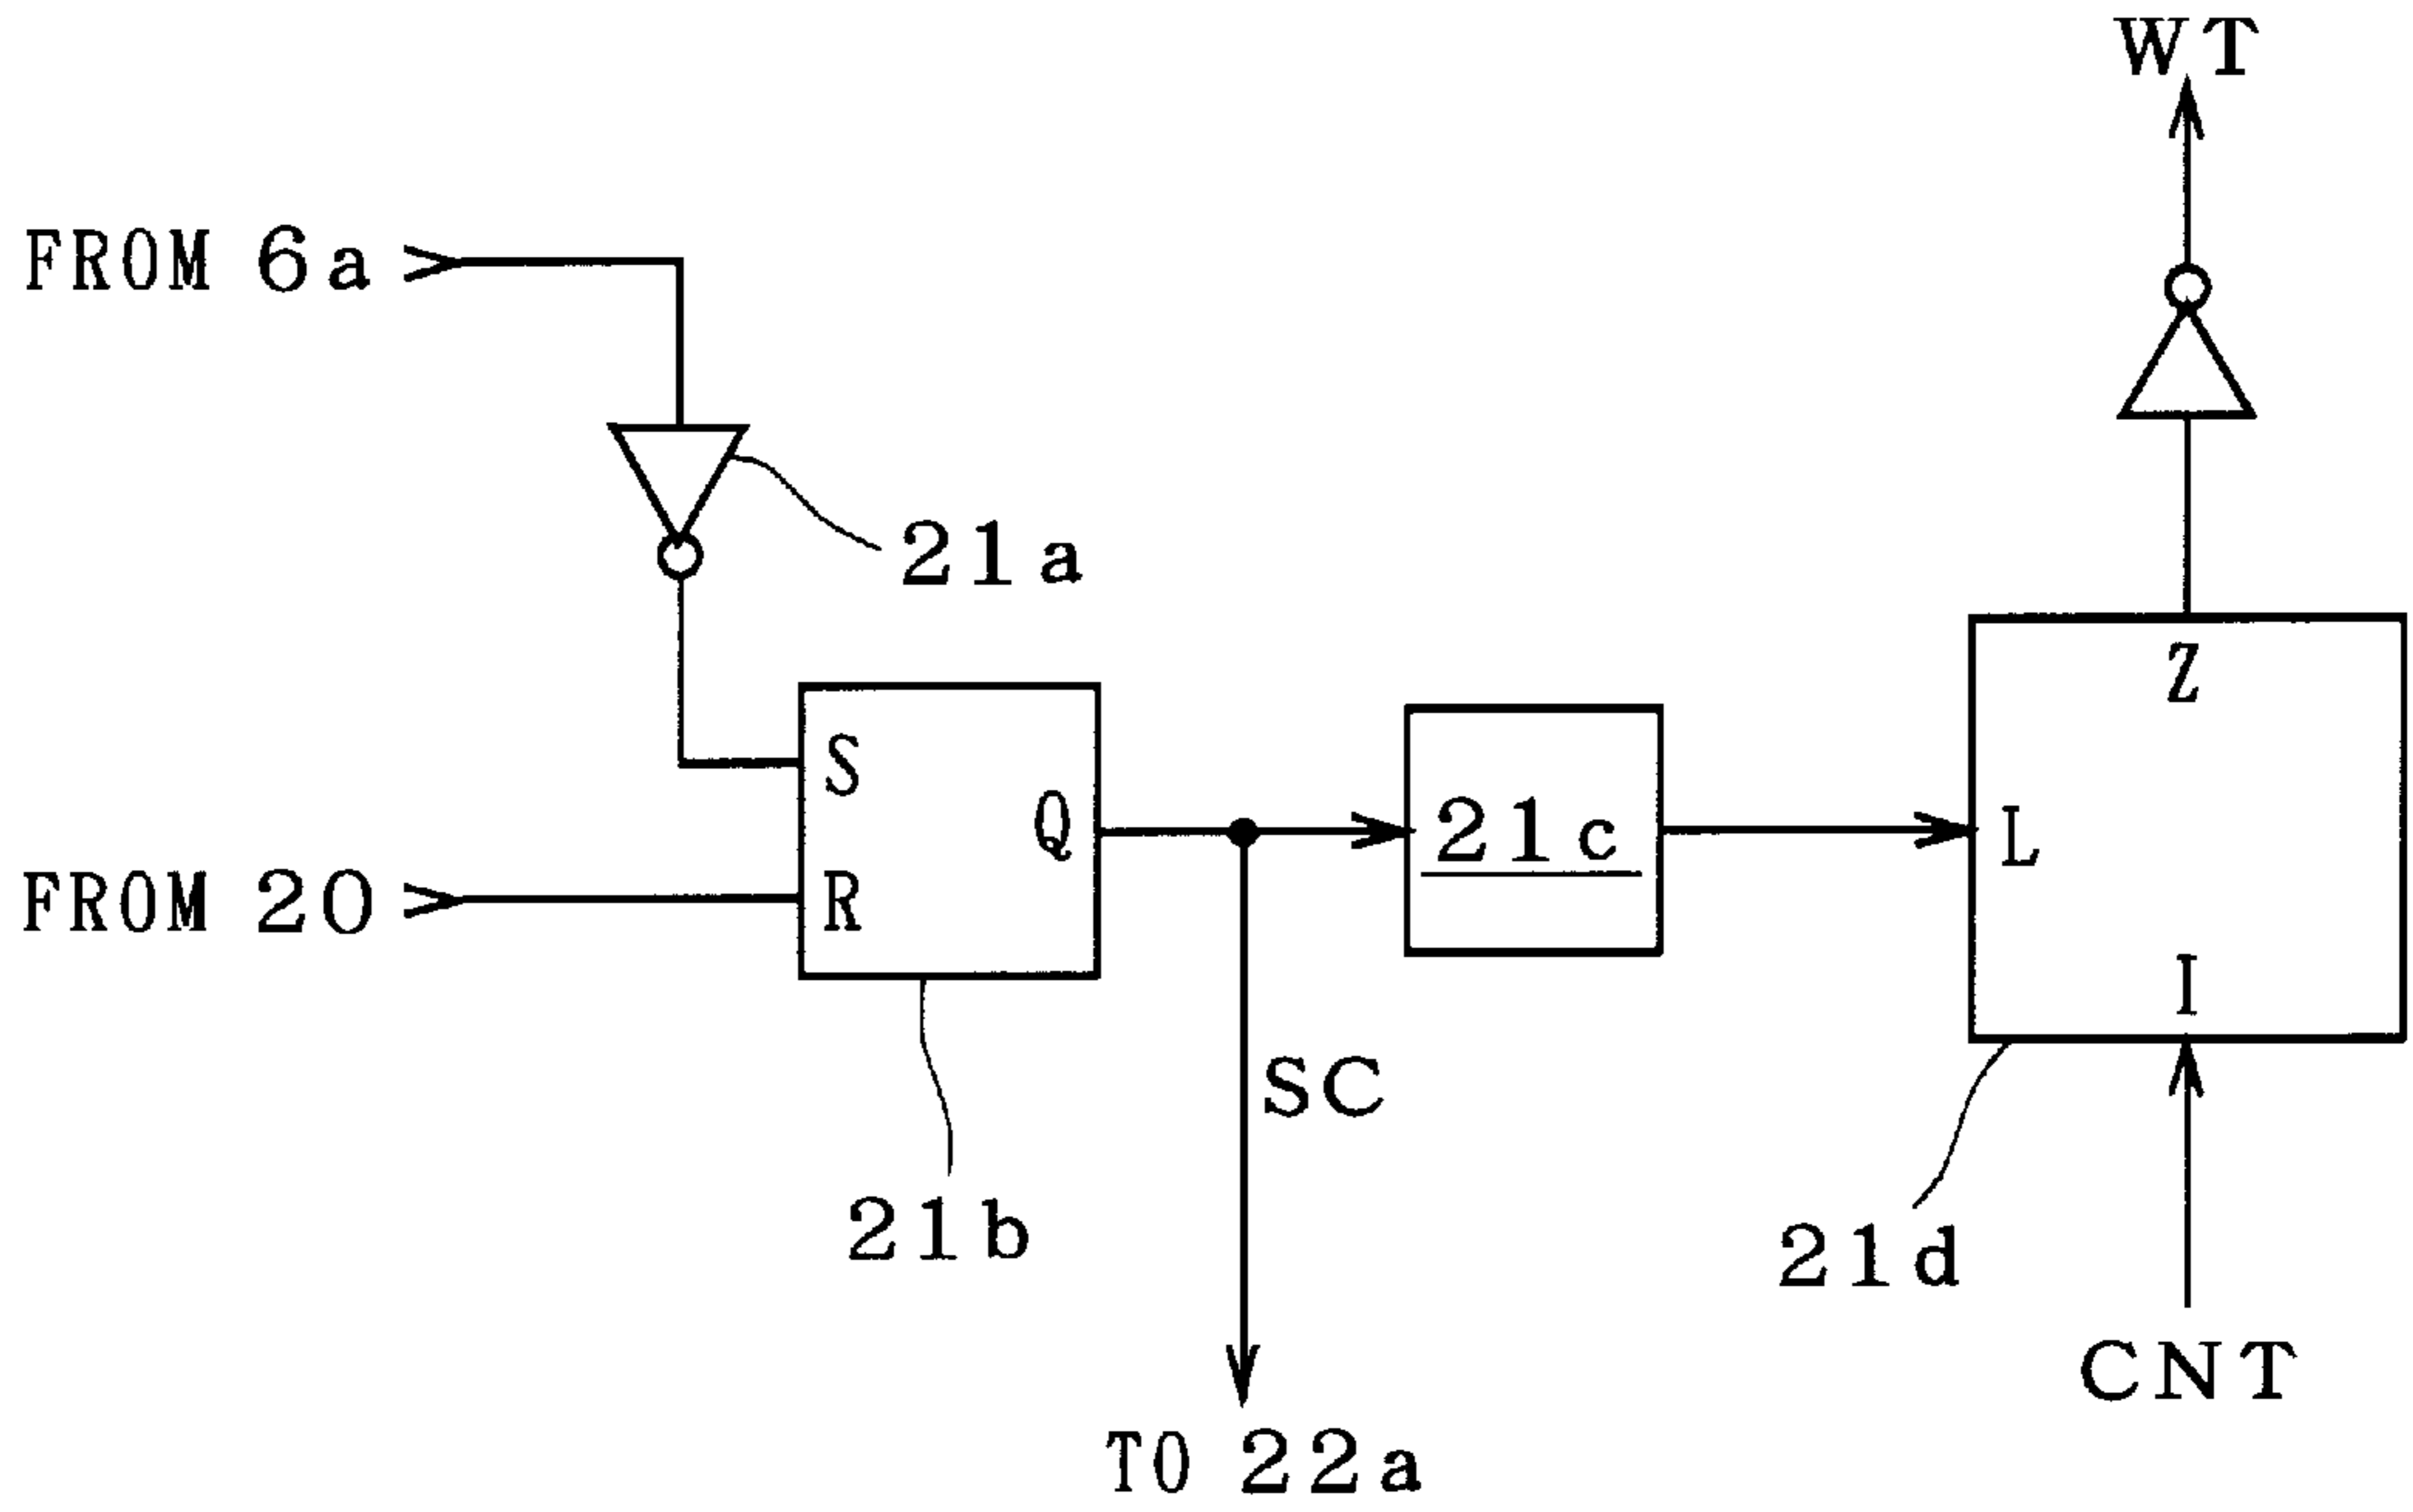 WT
FROM 6a
21a
Z
S
Q
21c
L
FROM 20
R
I
SC
21b
21d
CNT
TO 22a